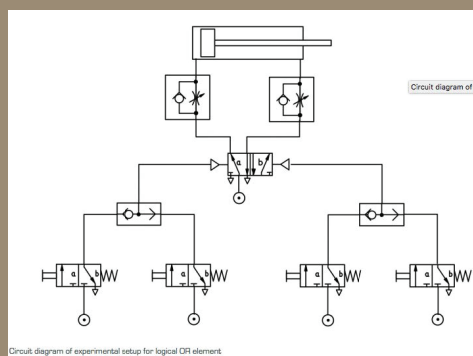 Circuit diagram of
a b
a b
a b
a b
a b
Circuit diagram of experimental setup for logical OR element